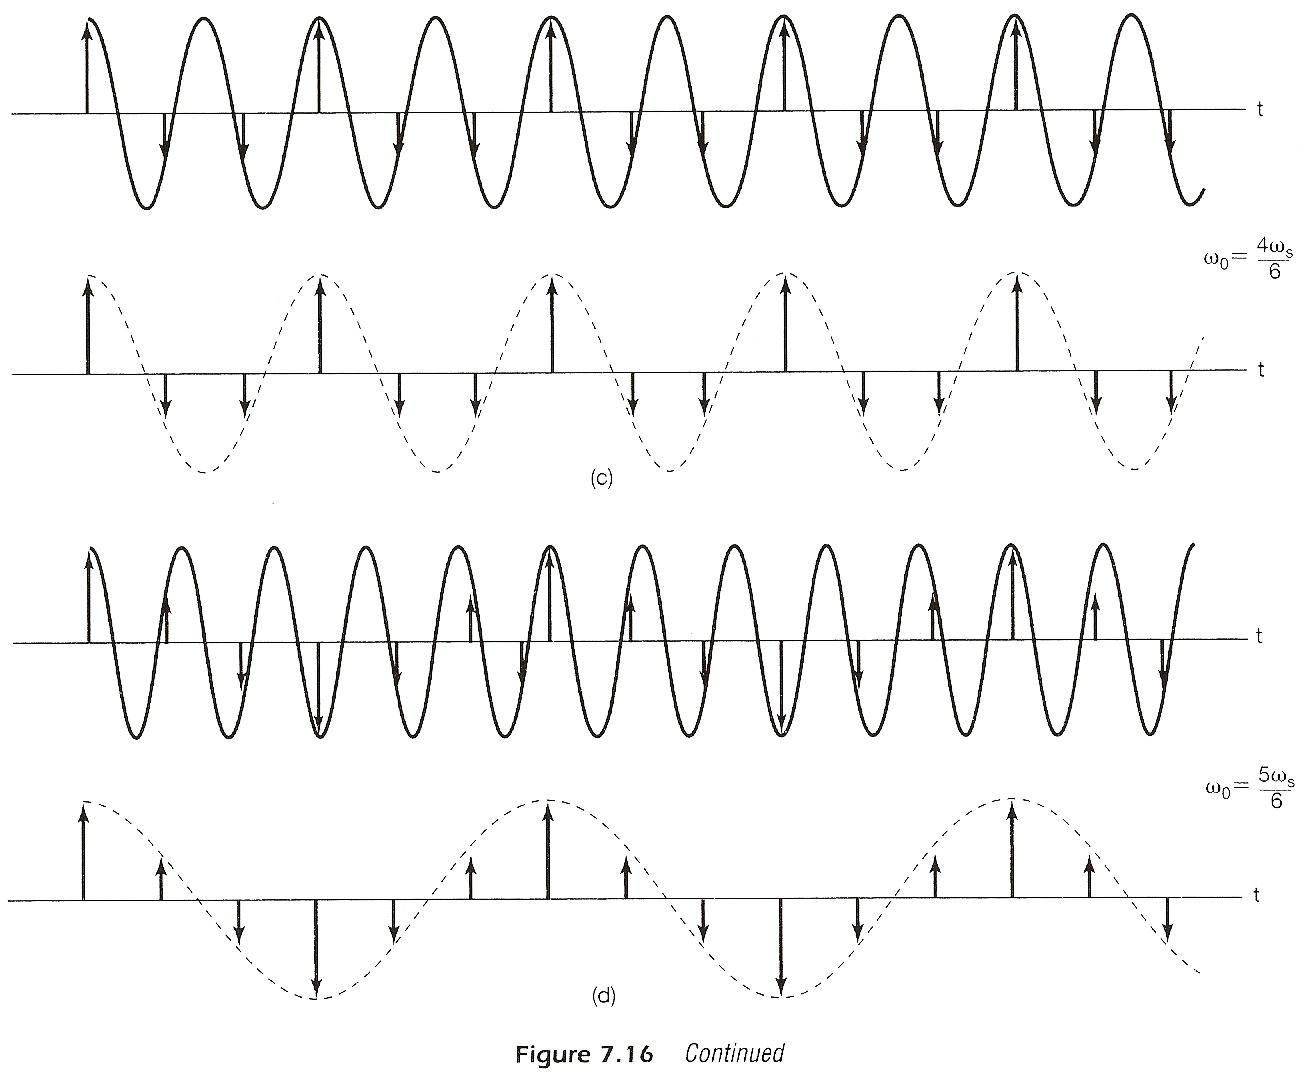 t
ω₀= 4ωₛ/6
t
(c)
t
ω₀= 5ωₛ/6
t
(d)
Figure 7.16 Continued